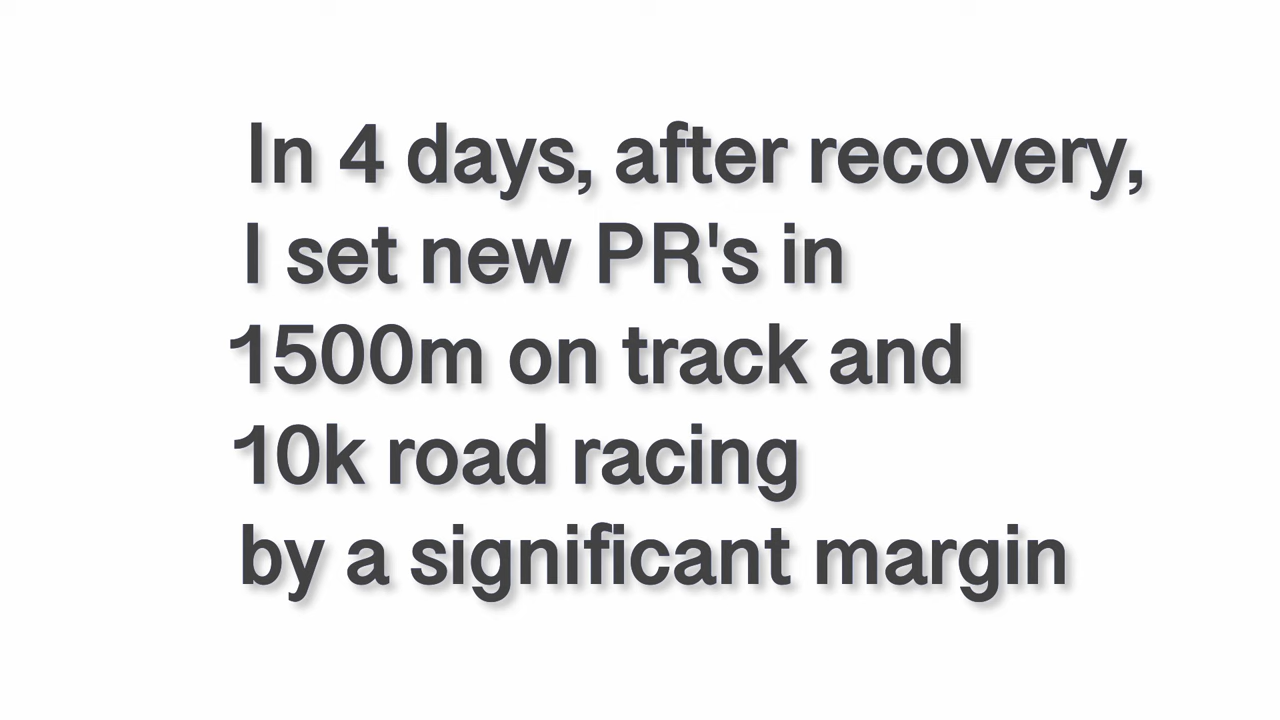 In 4 days, after recovery,
I set new PR's in
1500m on track and
10k road racing
by a significant margin